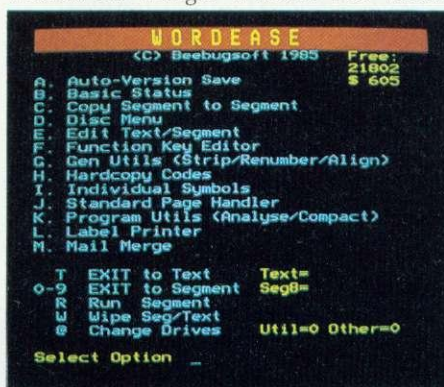 WORDEASE
(C) Beebugsoft 1985 Free:
21802
$ 605
A. Auto-Version Save
B. Basic Status
C. Copy Segment to Segment
D. Disc Menu
E. Edit Text/Segment
F. Function Key Editor
G. Gen Utils (Strip/Renumber/Align)
H. Hardcopy Codes
I. Individual Symbols
J. Standard Page Handler
K. Program Utils (Analyse/Compact)
L. Label Printer
M. Mail Merge
T EXIT to Text Text=
0-9 EXIT to Segment Seg8=
R Run Segment
W Wipe Seg/Text
@ Change Drives Util=0 Other=0
Select Option _